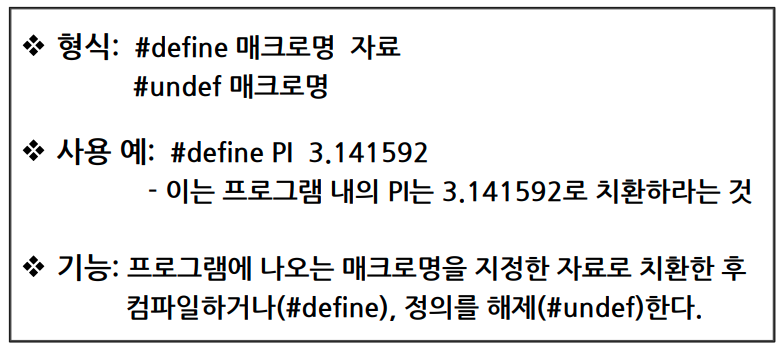 ❖ 형식: #define 매크로명 자료
#undef 매크로명
❖ 사용 예: #define PI 3.141592
- 이는 프로그램 내의 PI는 3.141592로 치환하라는 것
❖ 기능: 프로그램에 나오는 매크로명을 지정한 자료로 치환한 후
컴파일하거나(#define), 정의를 해제(#undef)한다.